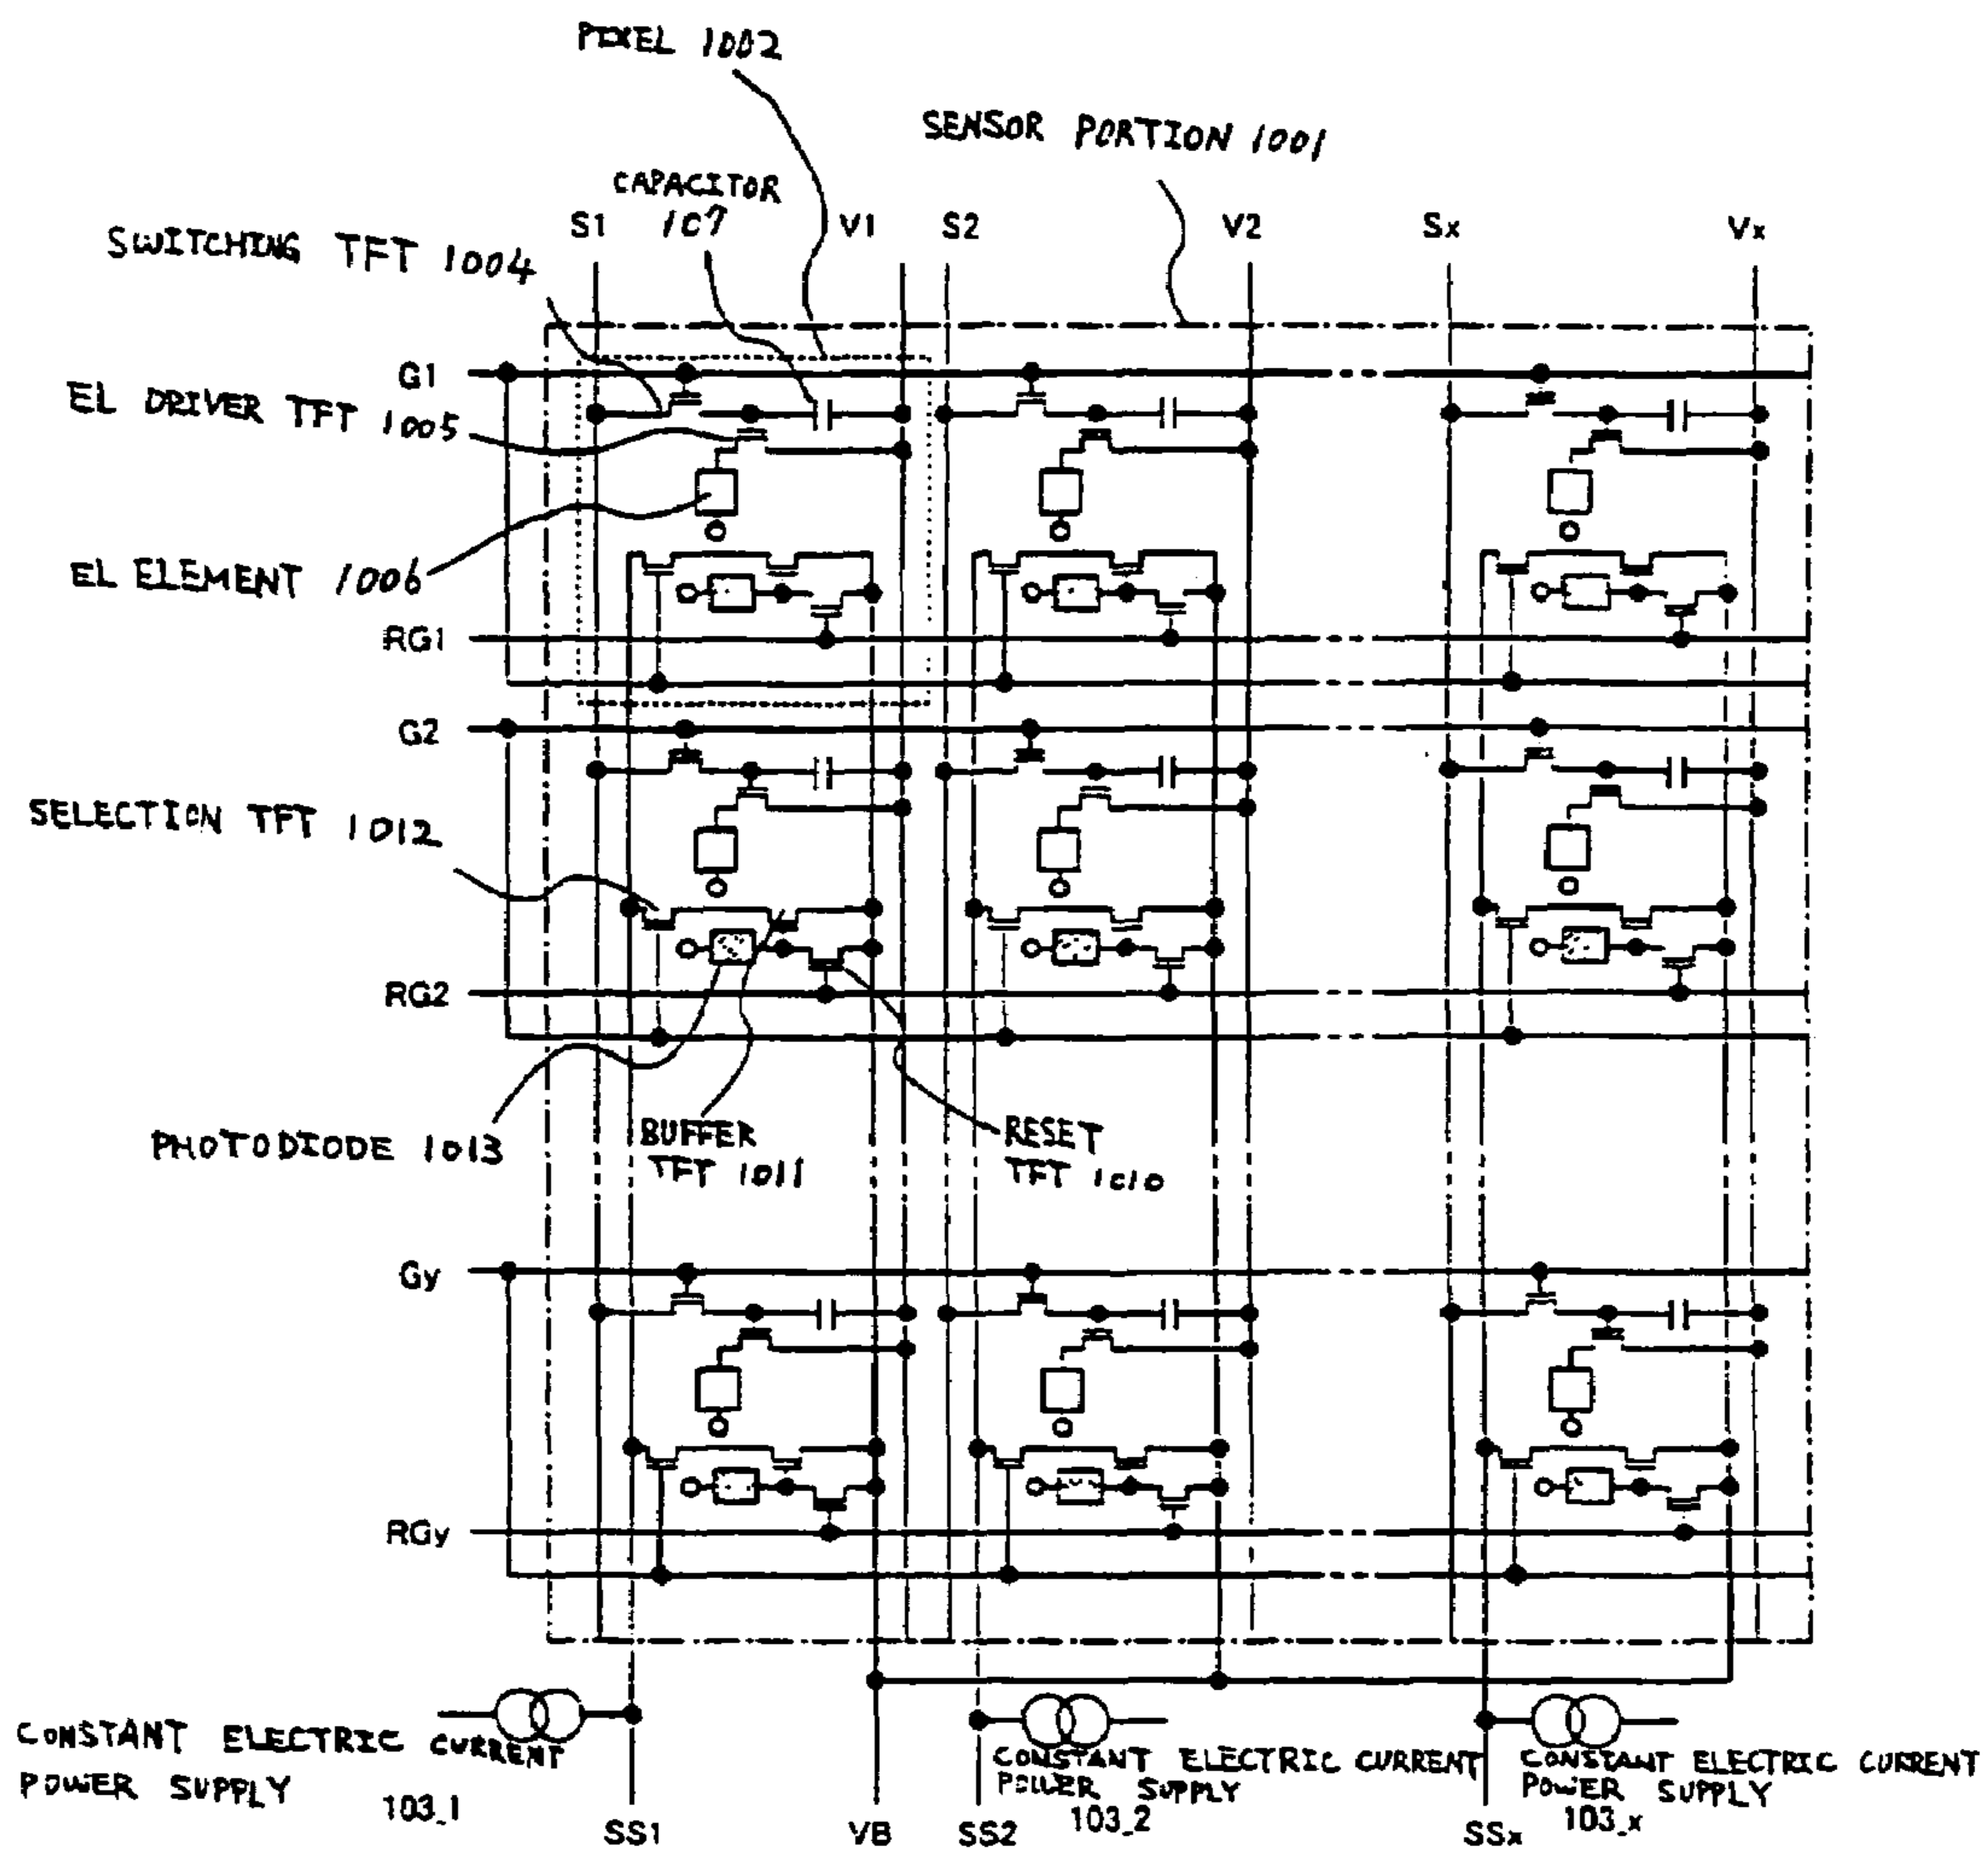 PIXEL 1002
SENSOR PORTION 1001
CAPACITOR
107
S1
V1
S2
V2
Sx
Vx
SWITCHING TFT 1004
G1
EL DRIVER TFT 1005
EL ELEMENT 1006
RG1
G2
SELECTION TFT 1012
RG2
PHOTODIODE 1013
BUFFER
TFT 1011
RESET
TFT 1010
Gy
RGy
CONSTANT ELECTRIC CURRENT
POWER SUPPLY
103_1
CONSTANT ELECTRIC CURRENT
POWER SUPPLY
103_2
CONSTANT ELECTRIC CURRENT
POWER SUPPLY
103_x
SS1
VB
SS2
SSx